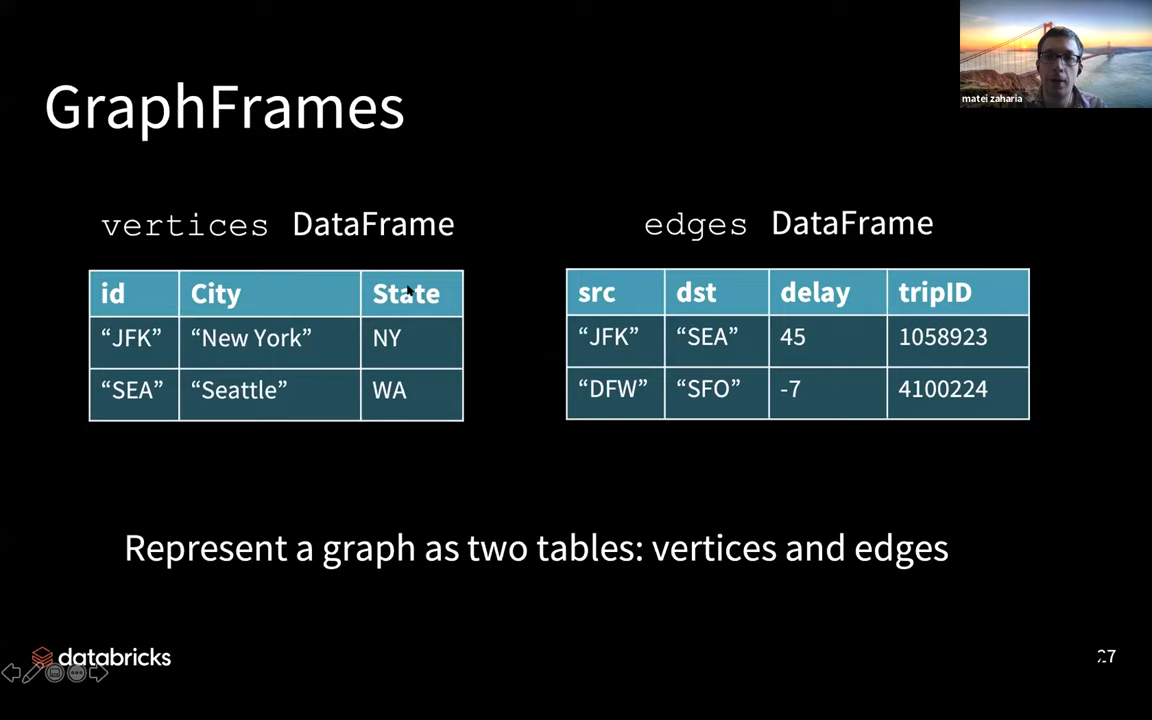 matei zaharia
GraphFrames
vertices DataFrame
id City State
“JFK” “New York” NY
“SEA” “Seattle” WA
edges DataFrame
src dst delay tripID
“JFK” “SEA” 45 1058923
“DFW” “SFO” -7 4100224
Represent a graph as two tables: vertices and edges
databricks
27